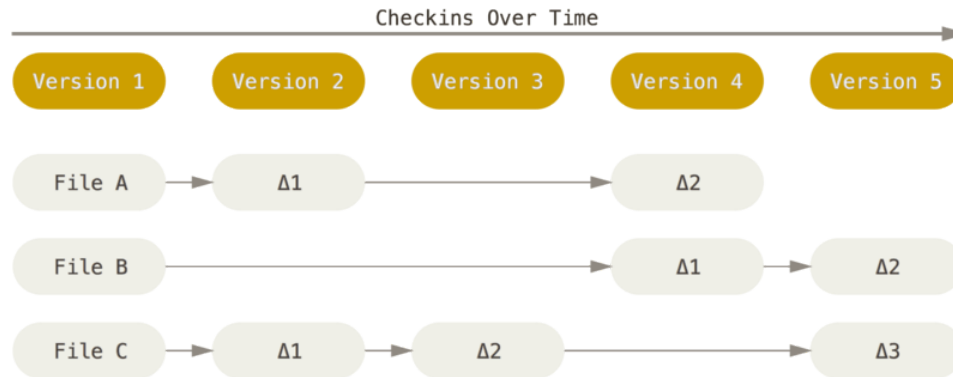 Checkins Over Time
Version 1 Version 2 Version 3 Version 4 Version 5
File A Δ1 Δ2
File B Δ1 Δ2
File C Δ1 Δ2 Δ3